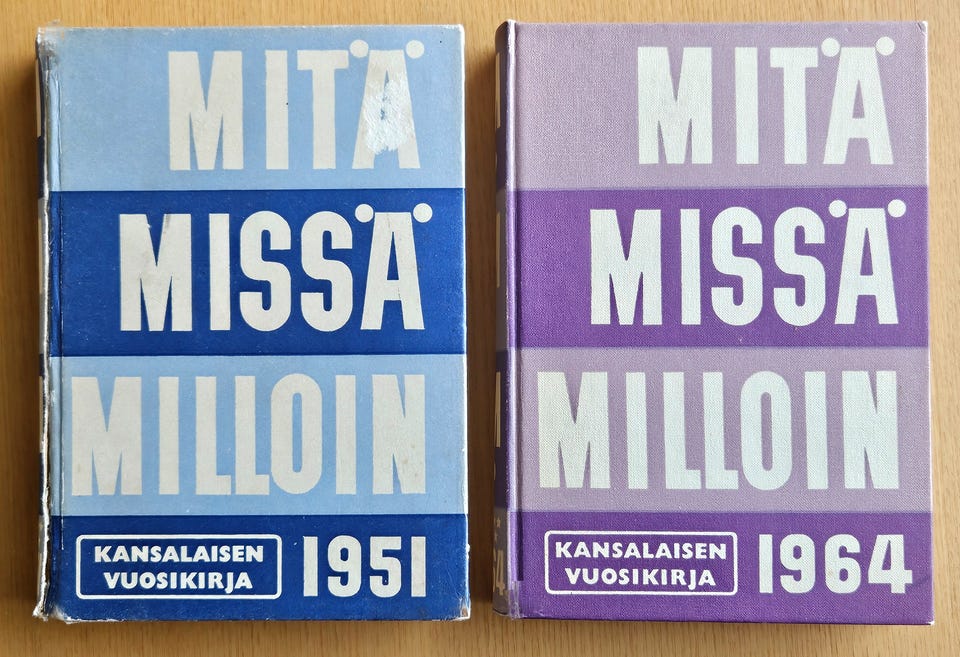 MITÄ
MISSÄ
MILLOIN
KANSALAISEN
VUOSIKIRJA
1951
MITÄ
MISSÄ
MILLOIN
KANSALAISEN
VUOSIKIRJA
1964